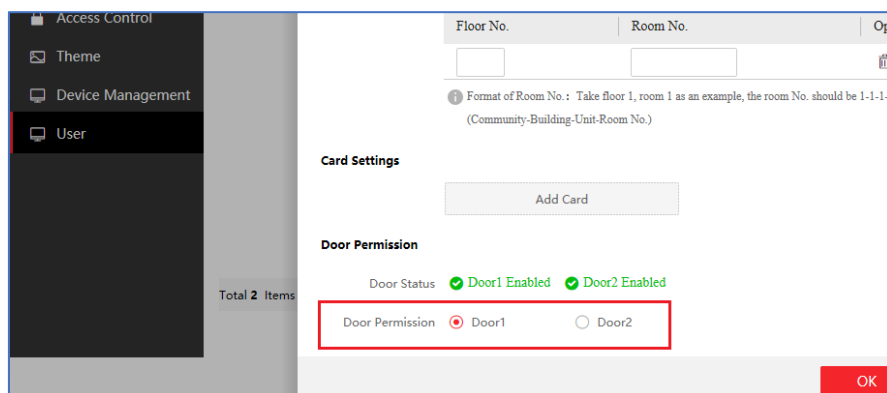 Access Control
Theme
Device Management
User
Total 2 Items
Floor No. Room No.
Format of Room No.: Take floor 1, room 1 as an example, the room No. should be 1-1-1-
(Community-Building-Unit-Room No.)
Card Settings
Add Card
Door Permission
Door Status Door1 Enabled Door2 Enabled
Door Permission Door1 Door2
OK